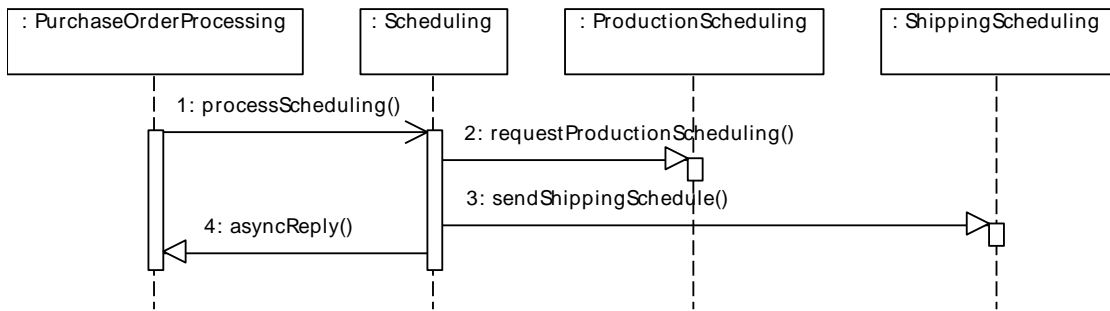 : PurchaseOrderProcessing
: Scheduling
: ProductionScheduling
: ShippingScheduling
1: processScheduling()
2: requestProductionScheduling()
3: sendShippingSchedule()
4: asyncReply()